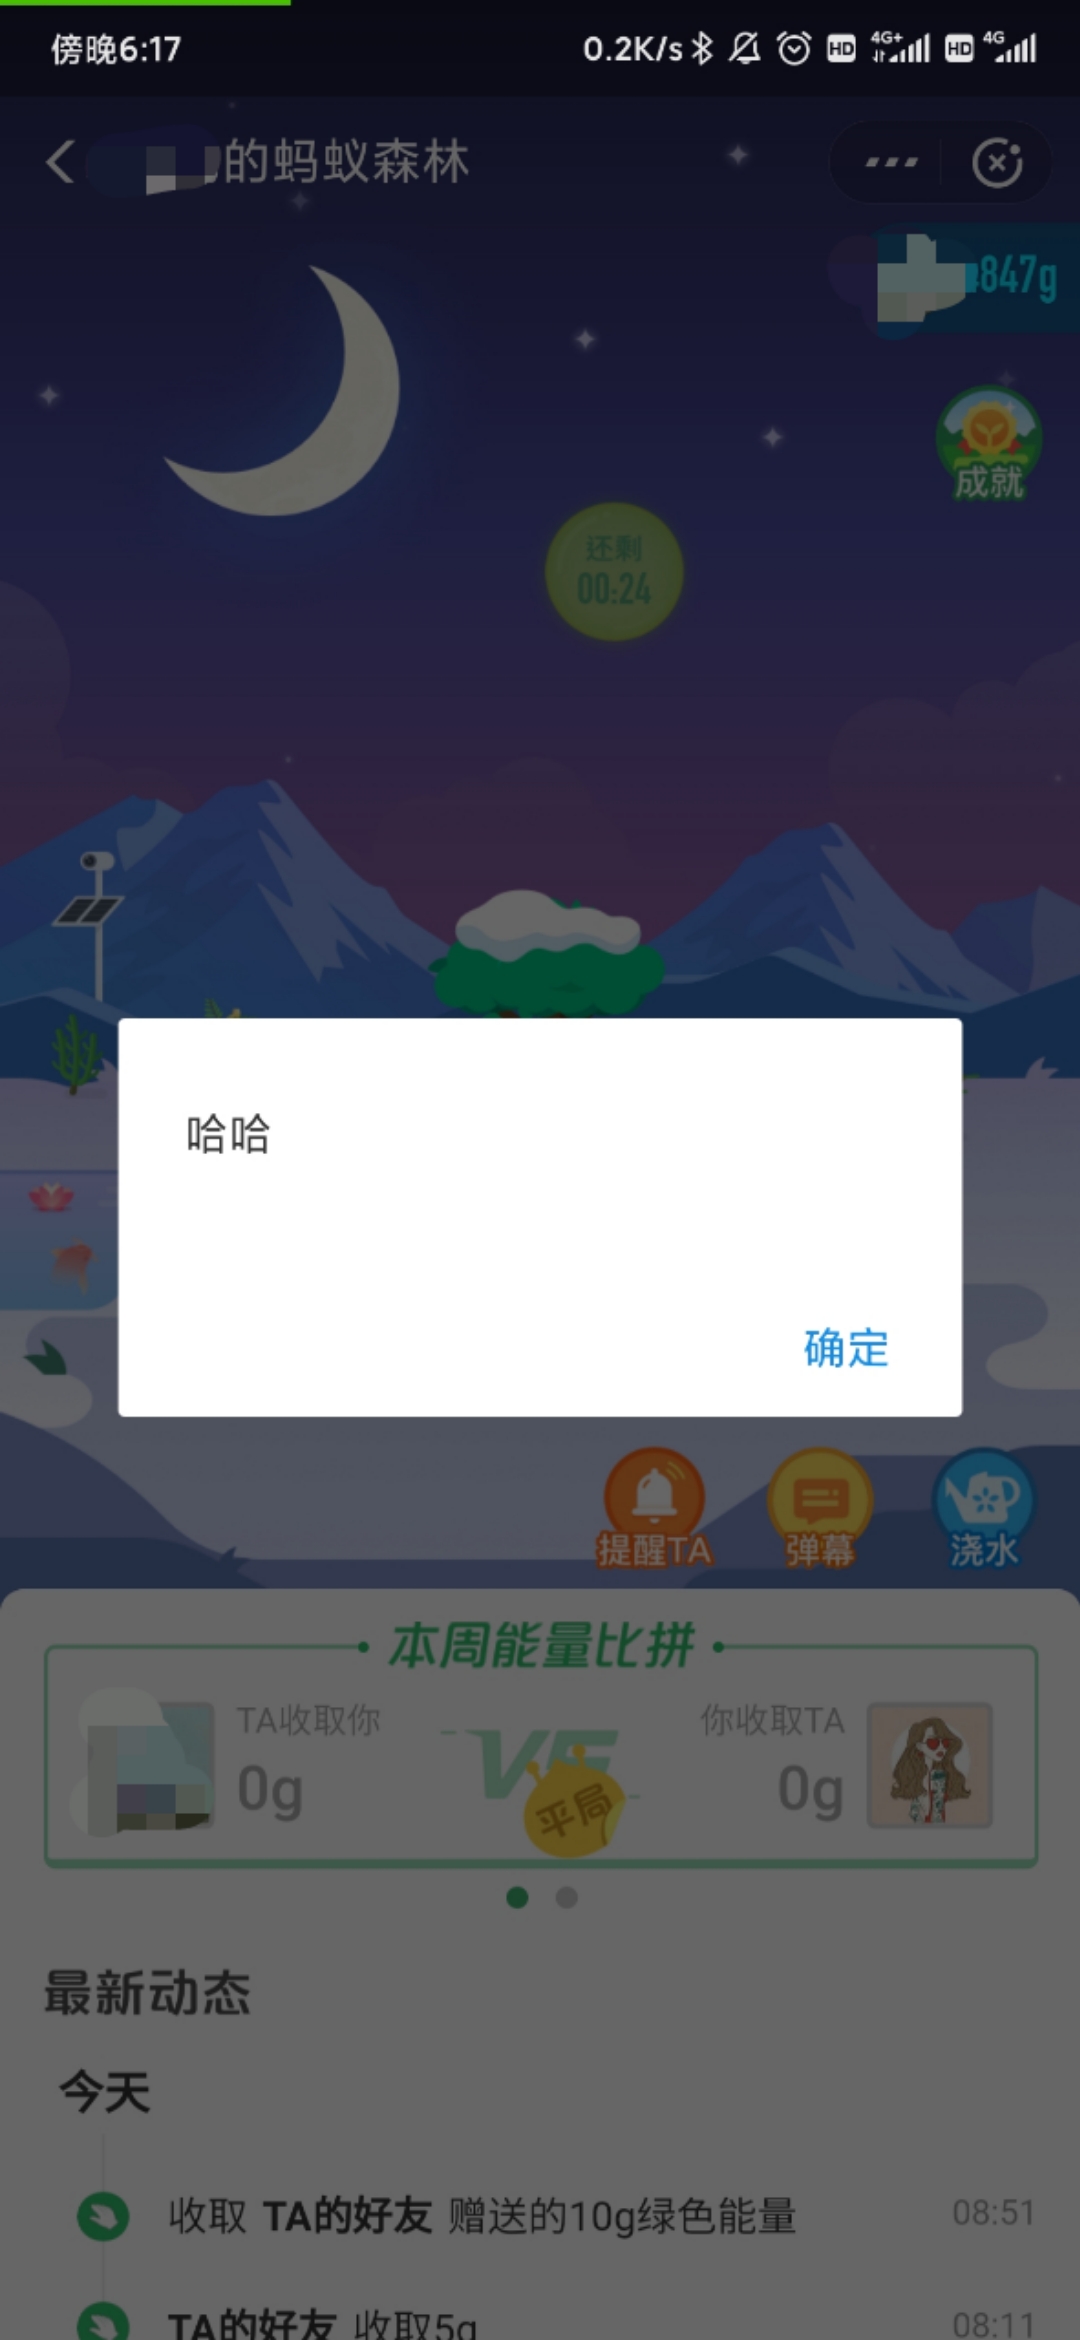 傍晚6:17
0.2K/s HD 4G+ HD 4G
的蚂蚁森林
847g
成就
还剩
00:24
哈哈
确定
提醒TA
弹幕
浇水
本周能量比拼
TA收取你
你收取TA
0g
0g
平局
最新动态
今天
收取 TA的好友 赠送的10g绿色能量
08:51
TA的好友 收取5g
08:11